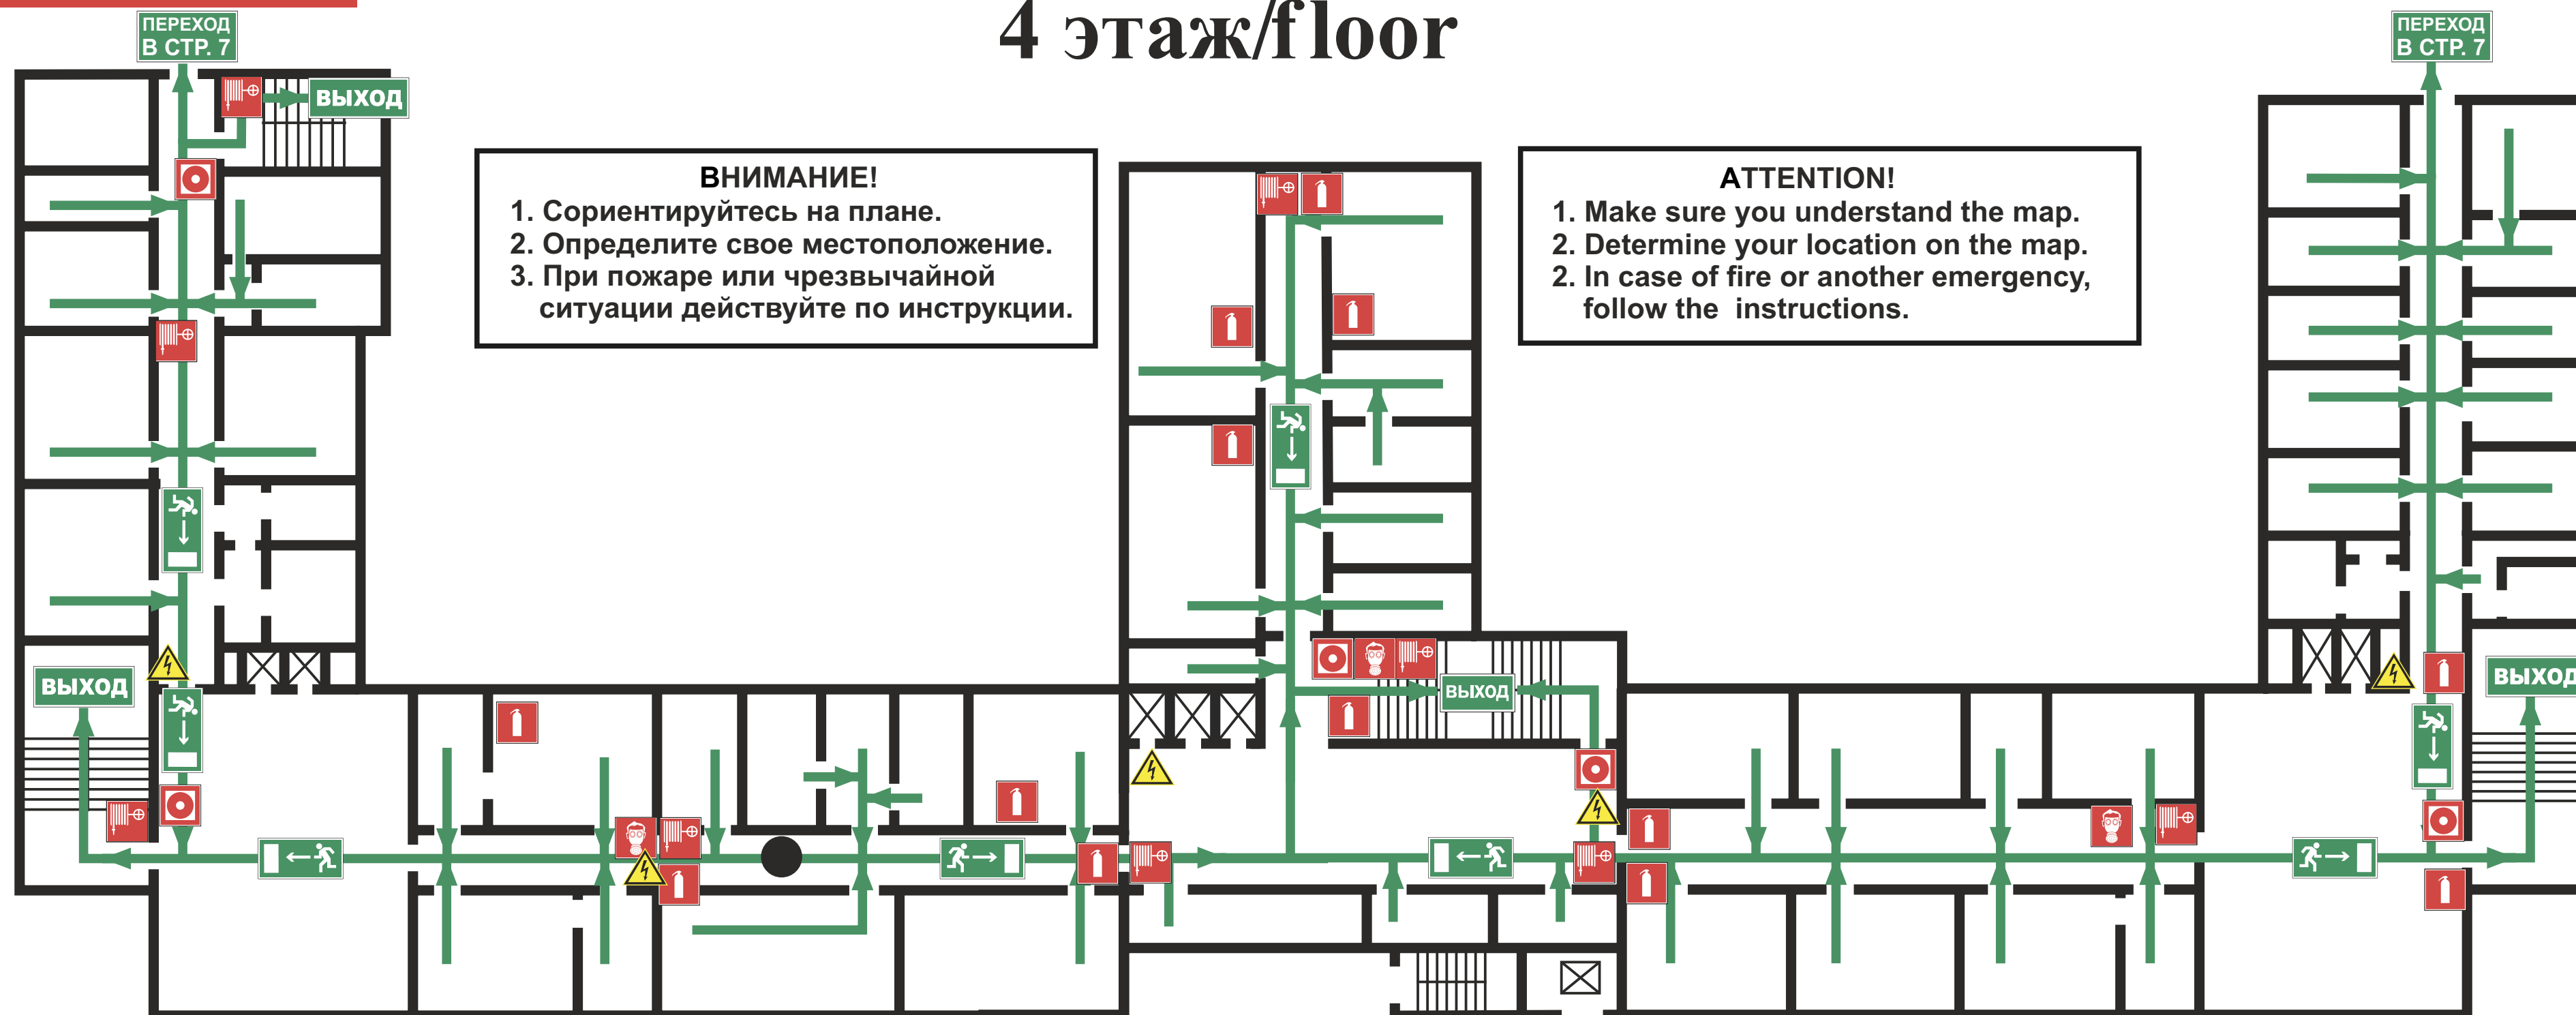 4 этаж/floor
ПЕРЕХОД
В СТР. 7
ПЕРЕХОД
В СТР. 7
ВЫХОД
ВНИМАНИЕ!
1. Сориентируйтесь на плане.
2. Определите свое местоположение.
3. При пожаре или чрезвычайной
ситуации действуйте по инструкции.
ATTENTION!
1. Make sure you understand the map.
2. Determine your location on the map.
2. In case of fire or another emergency,
follow the instructions.
ВЫХОД
ВЫХОД
ВЫХОД